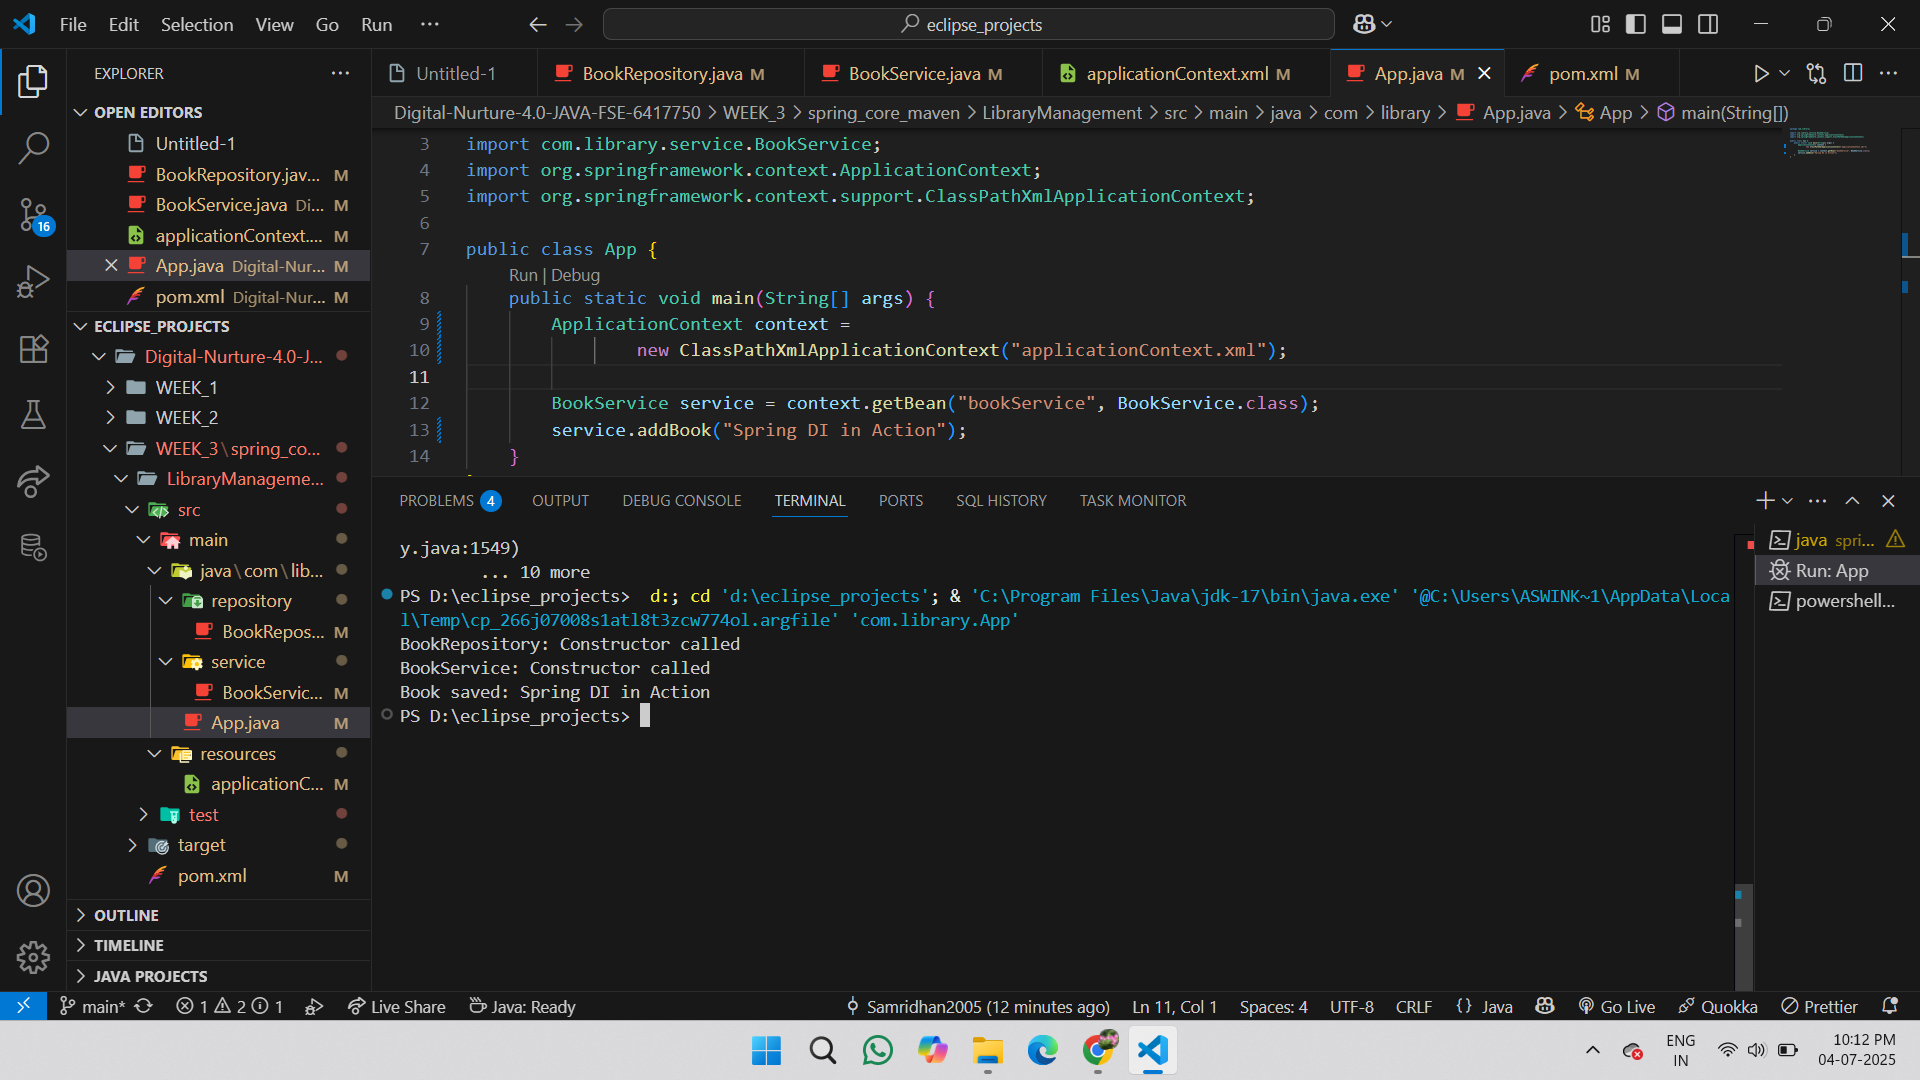 File Edit Selection View Go Run ···
eclipse_projects
EXPLORER ···
OPEN EDITORS
Untitled-1
BookRepository.jav... M
BookService.java Di... M
applicationContext.... M
App.java Digital-Nur... M
pom.xml Digital-Nur... M
ECLIPSE_PROJECTS
Digital-Nurture-4.0-J...
WEEK_1
WEEK_2
WEEK_3\spring_co...
LibraryManageme...
src
main
java\com\lib...
repository
BookRepos... M
service
BookServic... M
App.java M
resources
applicationC... M
test
target
pom.xml M
OUTLINE
TIMELINE
JAVA PROJECTS
16
Untitled-1 BookRepository.java M BookService.java M applicationContext.xml M App.java M pom.xml M
Digital-Nurture-4.0-JAVA-FSE-6417750 > WEEK_3 > spring_core_maven > LibraryManagement > src > main > java > com > library > App.java > App > main(String[])
3 import com.library.service.BookService;
4 import org.springframework.context.ApplicationContext;
5 import org.springframework.context.support.ClassPathXmlApplicationContext;
6
7 public class App {
Run | Debug
8 public static void main(String[] args) {
9 ApplicationContext context =
10 new ClassPathXmlApplicationContext("applicationContext.xml");
11
12 BookService service = context.getBean("bookService", BookService.class);
13 service.addBook("Spring DI in Action");
14 }
PROBLEMS 4 OUTPUT DEBUG CONSOLE TERMINAL PORTS SQL HISTORY TASK MONITOR
y.java:1549)
... 10 more
PS D:\eclipse_projects> d:; cd 'd:\eclipse_projects'; & 'C:\Program Files\Java\jdk-17\bin\java.exe' '@C:\Users\ASWINK~1\AppData\Loca
l\Temp\cp_266j07008s1atl8t3zcw774ol.argfile' 'com.library.App'
BookRepository: Constructor called
BookService: Constructor called
Book saved: Spring DI in Action
PS D:\eclipse_projects>
java spri...
Run: App
powershell...
main* 1 2 1 Live Share Java: Ready Samridhan2005 (12 minutes ago) Ln 11, Col 1 Spaces: 4 UTF-8 CRLF {} Java Go Live Quokka Prettier
ENG
IN
10:12 PM
04-07-2025